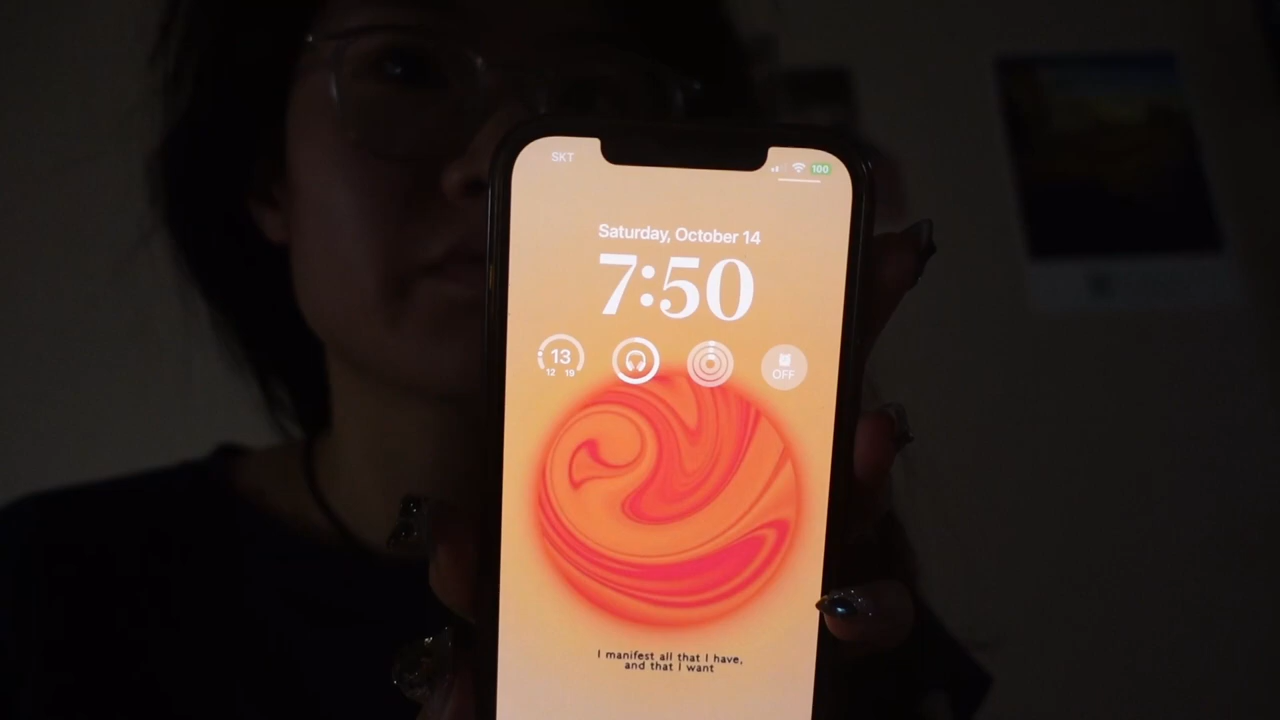 SKT
100
Saturday, October 14
7:50
13
12 19
OFF
I manifest all that I have,
and that I want